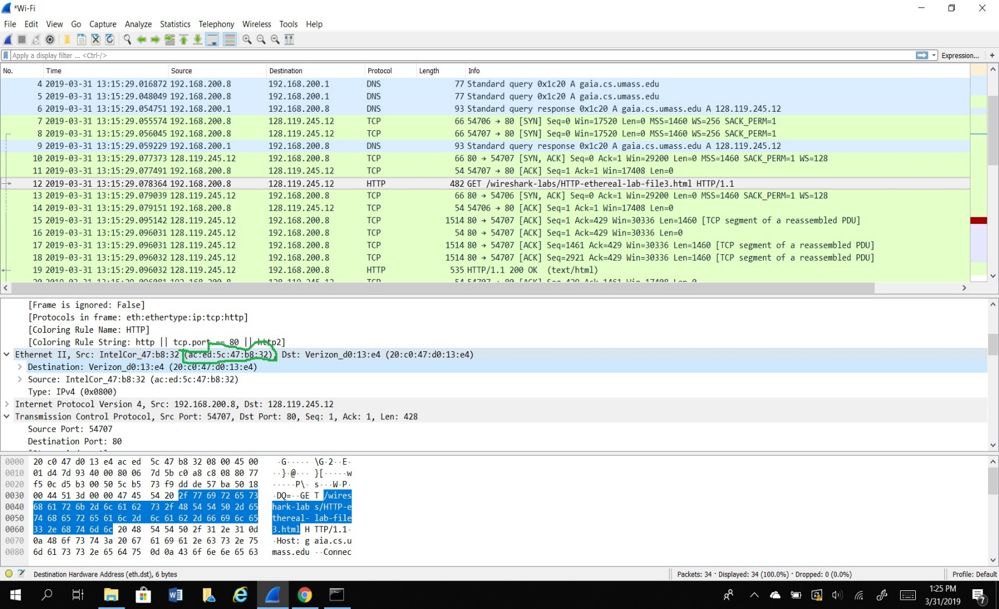 *Wi-Fi
File Edit View Go Capture Analyze Statistics Telephony Wireless Tools Help
Apply a display filter ... <Ctrl-/> Expression... +
No. Time Source Destination Protocol Length Info
4 2019-03-31 13:15:29.016872 192.168.200.8 192.168.200.1 DNS 77 Standard query 0x1c20 A gaia.cs.umass.edu
5 2019-03-31 13:15:29.048049 192.168.200.8 192.168.200.1 DNS 77 Standard query 0x1c20 A gaia.cs.umass.edu
6 2019-03-31 13:15:29.054751 192.168.200.1 192.168.200.8 DNS 93 Standard query response 0x1c20 A gaia.cs.umass.edu A 128.119.245.12
7 2019-03-31 13:15:29.055574 192.168.200.8 128.119.245.12 TCP 66 54706 → 80 [SYN] Seq=0 Win=17520 Len=0 MSS=1460 WS=256 SACK_PERM=1
8 2019-03-31 13:15:29.056045 192.168.200.8 128.119.245.12 TCP 66 54707 → 80 [SYN] Seq=0 Win=17520 Len=0 MSS=1460 WS=256 SACK_PERM=1
9 2019-03-31 13:15:29.059229 192.168.200.1 192.168.200.8 DNS 93 Standard query response 0x1c20 A gaia.cs.umass.edu A 128.119.245.12
10 2019-03-31 13:15:29.077373 128.119.245.12 192.168.200.8 TCP 66 80 → 54707 [SYN, ACK] Seq=0 Ack=1 Win=29200 Len=0 MSS=1460 SACK_PERM=1 WS=128
11 2019-03-31 13:15:29.077491 192.168.200.8 128.119.245.12 TCP 54 54707 → 80 [ACK] Seq=1 Ack=1 Win=17408 Len=0
12 2019-03-31 13:15:29.078364 192.168.200.8 128.119.245.12 HTTP 482 GET /wireshark-labs/HTTP-ethereal-lab-file3.html HTTP/1.1
13 2019-03-31 13:15:29.079039 128.119.245.12 192.168.200.8 TCP 66 80 → 54706 [SYN, ACK] Seq=0 Ack=1 Win=29200 Len=0 MSS=1460 SACK_PERM=1 WS=128
14 2019-03-31 13:15:29.079151 192.168.200.8 128.119.245.12 TCP 54 54706 → 80 [ACK] Seq=1 Ack=1 Win=17408 Len=0
15 2019-03-31 13:15:29.095142 128.119.245.12 192.168.200.8 TCP 1514 80 → 54707 [ACK] Seq=1 Ack=429 Win=30336 Len=1460 [TCP segment of a reassembled PDU]
16 2019-03-31 13:15:29.096031 128.119.245.12 192.168.200.8 TCP 54 80 → 54707 [ACK] Seq=1 Ack=429 Win=30336 Len=0
17 2019-03-31 13:15:29.096031 128.119.245.12 192.168.200.8 TCP 1514 80 → 54707 [ACK] Seq=1461 Ack=429 Win=30336 Len=1460 [TCP segment of a reassembled PDU]
18 2019-03-31 13:15:29.096032 128.119.245.12 192.168.200.8 TCP 1514 80 → 54707 [ACK] Seq=2921 Ack=429 Win=30336 Len=1460 [TCP segment of a reassembled PDU]
19 2019-03-31 13:15:29.096032 128.119.245.12 192.168.200.8 HTTP 535 HTTP/1.1 200 OK (text/html)
[Frame is ignored: False]
[Protocols in frame: eth:ethertype:ip:tcp:http]
[Coloring Rule Name: HTTP]
[Coloring Rule String: http || tcp.port == 80 || http2]
Ethernet II, Src: IntelCor_47:b8:32 (ac:ed:5c:47:b8:32), Dst: Verizon_d0:13:e4 (20:c0:47:d0:13:e4)
Destination: Verizon_d0:13:e4 (20:c0:47:d0:13:e4)
Source: IntelCor_47:b8:32 (ac:ed:5c:47:b8:32)
Type: IPv4 (0x0800)
Internet Protocol Version 4, Src: 192.168.200.8, Dst: 128.119.245.12
Transmission Control Protocol, Src Port: 54707, Dst Port: 80, Seq: 1, Ack: 1, Len: 428
Source Port: 54707
Destination Port: 80
0000 20 c0 47 d0 13 e4 ac ed 5c 47 b8 32 08 00 45 00 ·G····· \G·2··E·
0010 01 d4 7d 93 40 00 80 06 7d 5b c0 a8 c8 08 80 77 ··}·@··· }[·····w
0020 f5 0c d5 b3 00 50 5c b5 73 f9 dd de 57 ba 50 18 ·····P\· s···W·P·
0030 00 44 51 3d 00 00 47 45 54 20 2f 77 69 72 65 73 ·DQ=··GE T /wires
0040 68 61 72 6b 2d 6c 61 62 73 2f 48 54 54 50 2d 65 hark-lab s/HTTP-e
0050 74 68 65 72 65 61 6c 2d 6c 61 62 2d 66 69 6c 65 thereal- lab-file
0060 33 2e 68 74 6d 6c 20 48 54 54 50 2f 31 2e 31 0d 3.html H TTP/1.1·
0070 0a 48 6f 73 74 3a 20 67 61 69 61 2e 63 73 2e 75 ·Host: g aia.cs.u
0080 6d 61 73 73 2e 65 64 75 0d 0a 43 6f 6e 6e 65 63 mass.edu ··Connec
Destination Hardware Address (eth.dst), 6 bytes Packets: 34 · Displayed: 34 (100.0%) · Dropped: 0 (0.0%) Profile: Default
1:25 PM
3/31/2019
7